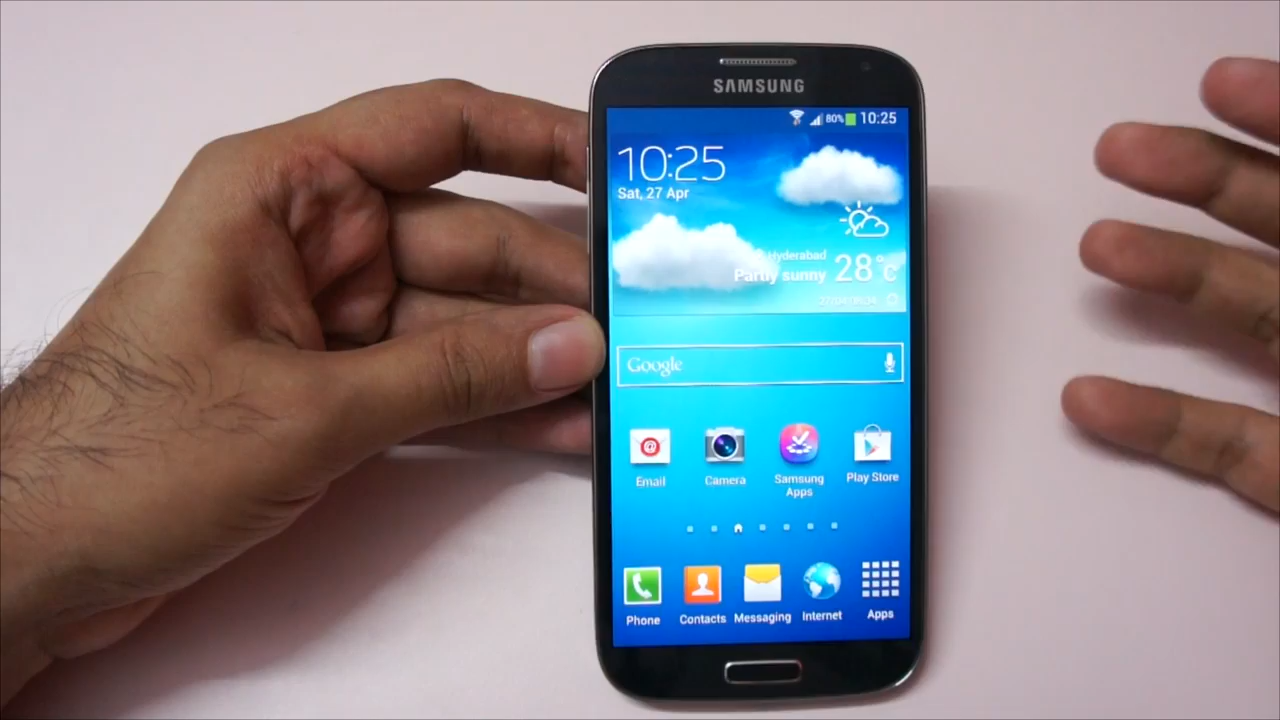 SAMSUNG
80% 10:25
10:25
Sat, 27 Apr
Hyderabad
Partly sunny 28°c
Google
Email Camera Samsung Apps Play Store
Phone Contacts Messaging Internet Apps